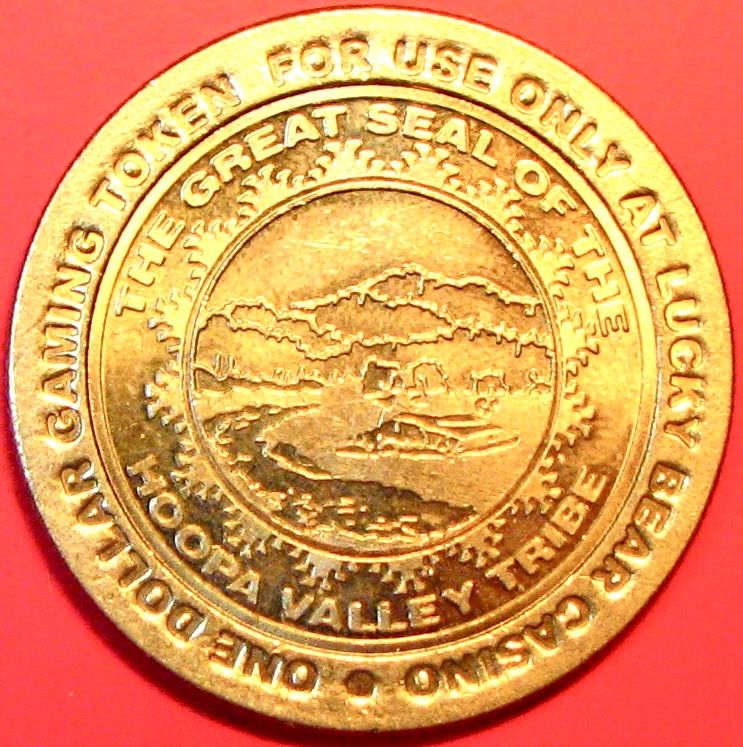 ONE DOLLAR GAMING TOKEN FOR USE ONLY AT LUCKY BEAR CASINO •
THE GREAT SEAL OF THE
HOOPA VALLEY TRIBE